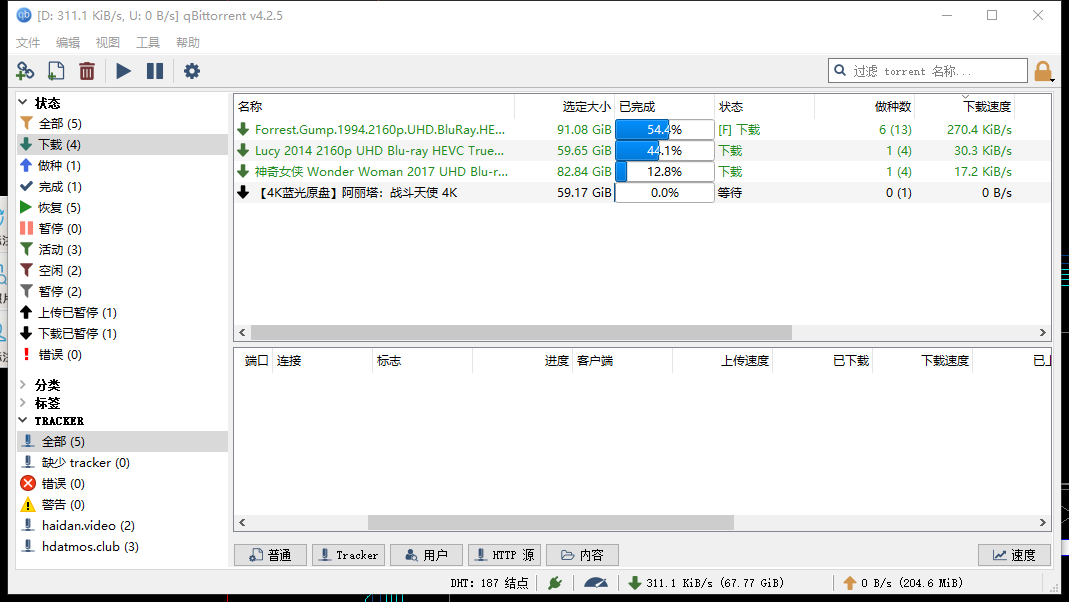 [D: 311.1 KiB/s, U: 0 B/s] qBittorrent v4.2.5
文件 编辑 视图 工具 帮助
过滤 torrent 名称...
状态
全部 (5)
下载 (4)
做种 (1)
完成 (1)
恢复 (5)
暂停 (0)
活动 (3)
空闲 (2)
暂停 (2)
上传已暂停 (1)
下载已暂停 (1)
错误 (0)
分类
标签
TRACKER
全部 (5)
缺少 tracker (0)
错误 (0)
警告 (0)
haidan.video (2)
hdatmos.club (3)
名称 选定大小 已完成 状态 做种数 下载速度
Forrest.Gump.1994.2160p.UHD.BluRay.HE... 91.08 GiB 54.4% [F] 下载 6 (13) 270.4 KiB/s
Lucy 2014 2160p UHD Blu-ray HEVC True... 59.65 GiB 44.1% 下载 1 (4) 30.3 KiB/s
神奇女侠 Wonder Woman 2017 UHD Blu-r... 82.84 GiB 12.8% 下载 1 (4) 17.2 KiB/s
【4K蓝光原盘】阿丽塔：战斗天使 4K 59.17 GiB 0.0% 等待 0 (1) 0 B/s
端口 连接 标志 进度 客户端 上传速度 已下载 下载速度 已上
普通 Tracker 用户 HTTP 源 内容 速度
DHT: 187 结点 311.1 KiB/s (67.77 GiB) 0 B/s (204.6 MiB)